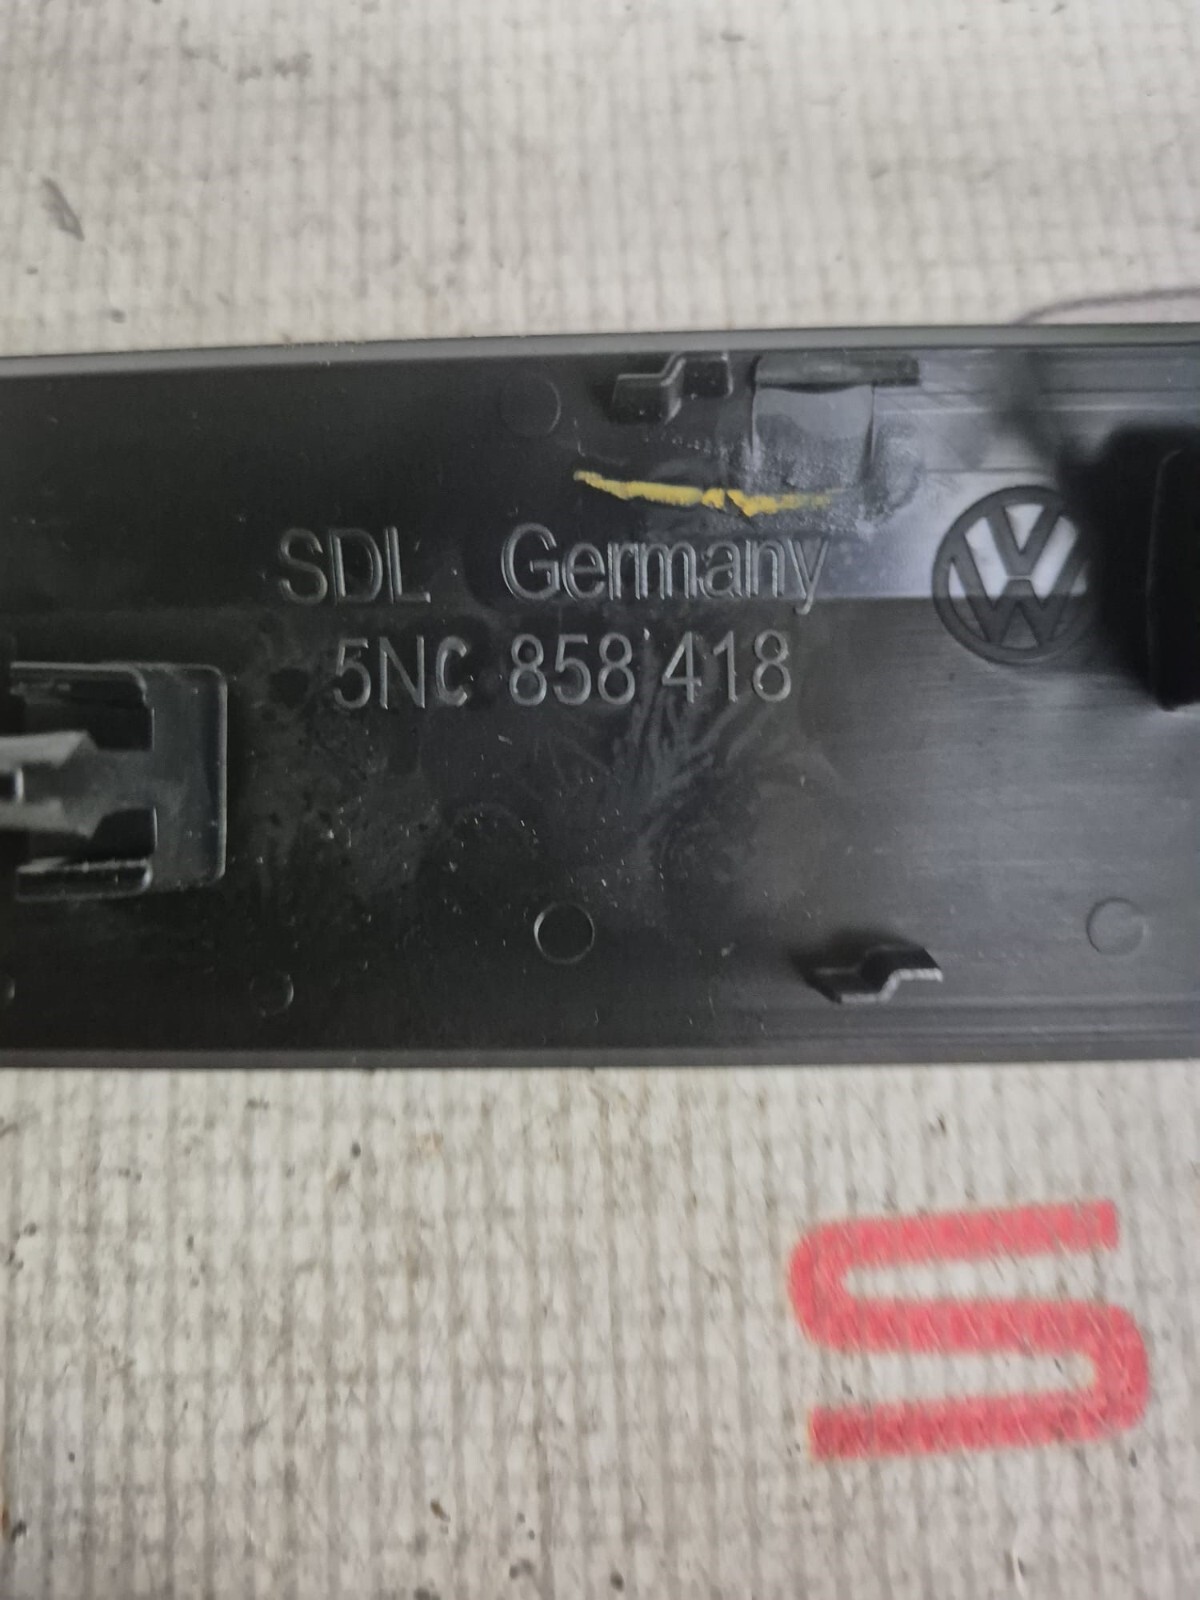 SDL Germany
5NC 858 418
S